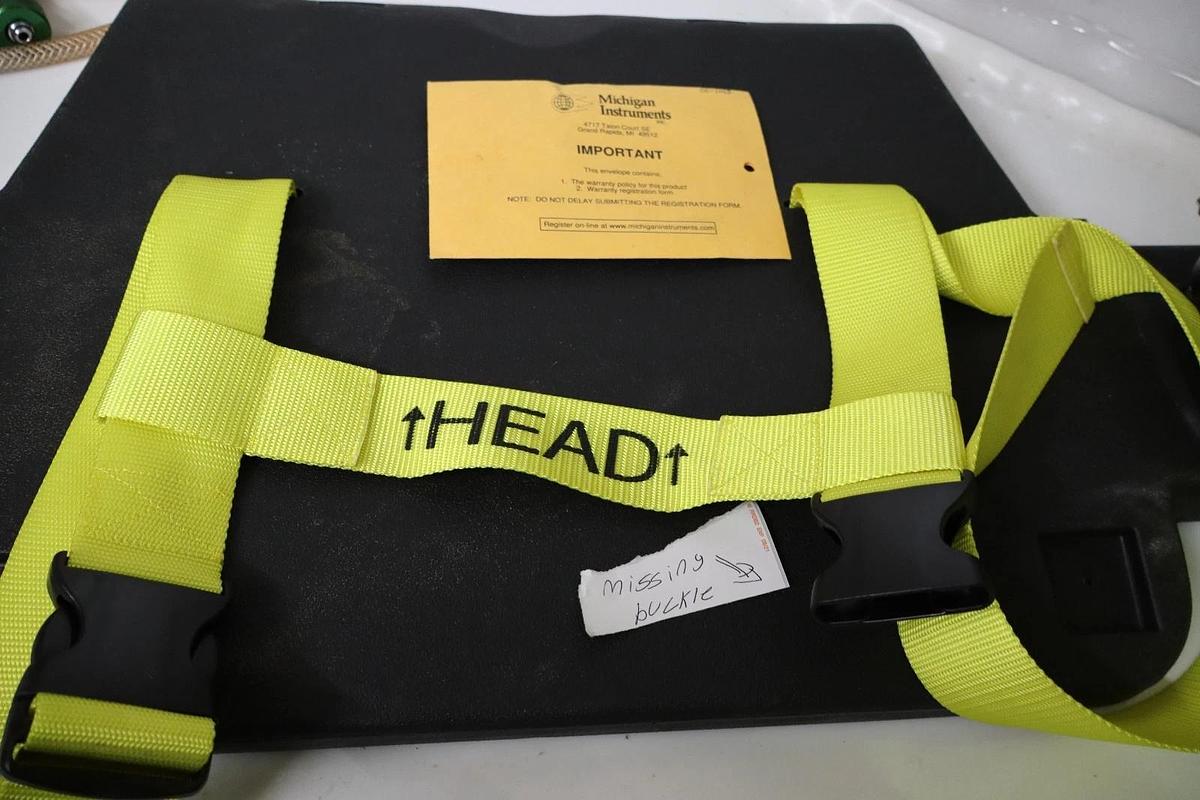 Michigan
Instruments
INC.
4717 Talon Court SE
Grand Rapids, MI 49512
IMPORTANT
This envelope contains:
1. The warranty policy for this product
2. Warranty registration form
NOTE: DO NOT DELAY SUBMITTING THE REGISTRATION FORM.
Register on-line at www.michiganinstruments.com
↑HEAD↑
missing
buckle